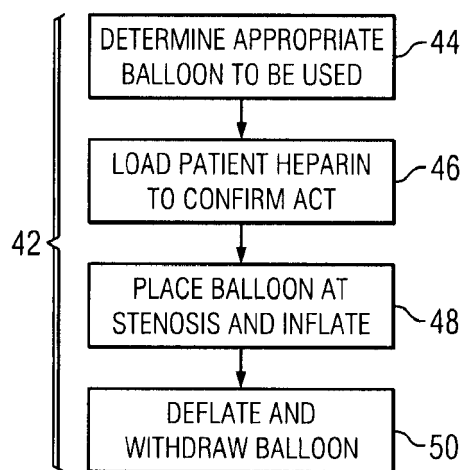 DETERMINE APPROPRIATE
BALLOON TO BE USED
44
LOAD PATIENT HEPARIN
TO CONFIRM ACT
46
42
PLACE BALLOON AT
STENOSIS AND INFLATE
48
DEFLATE AND
WITHDRAW BALLOON
50